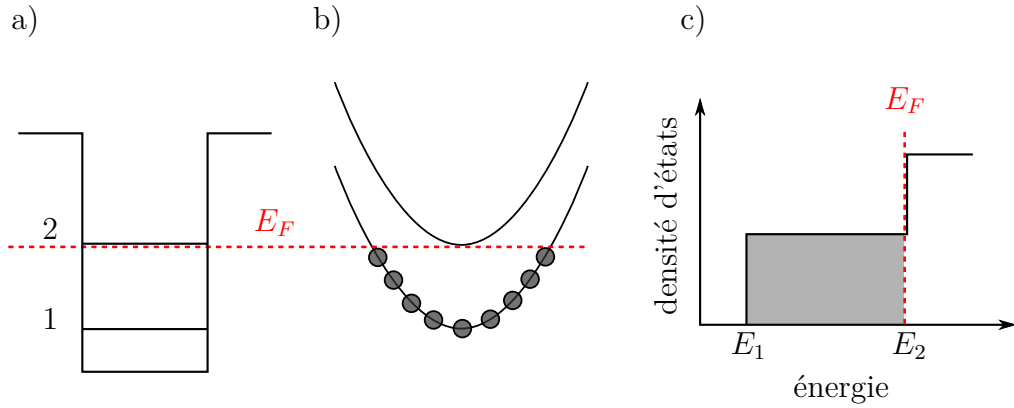 a)
b)
c)
2
1
E_F
E_F
densité d'états
E_1
E_2
énergie